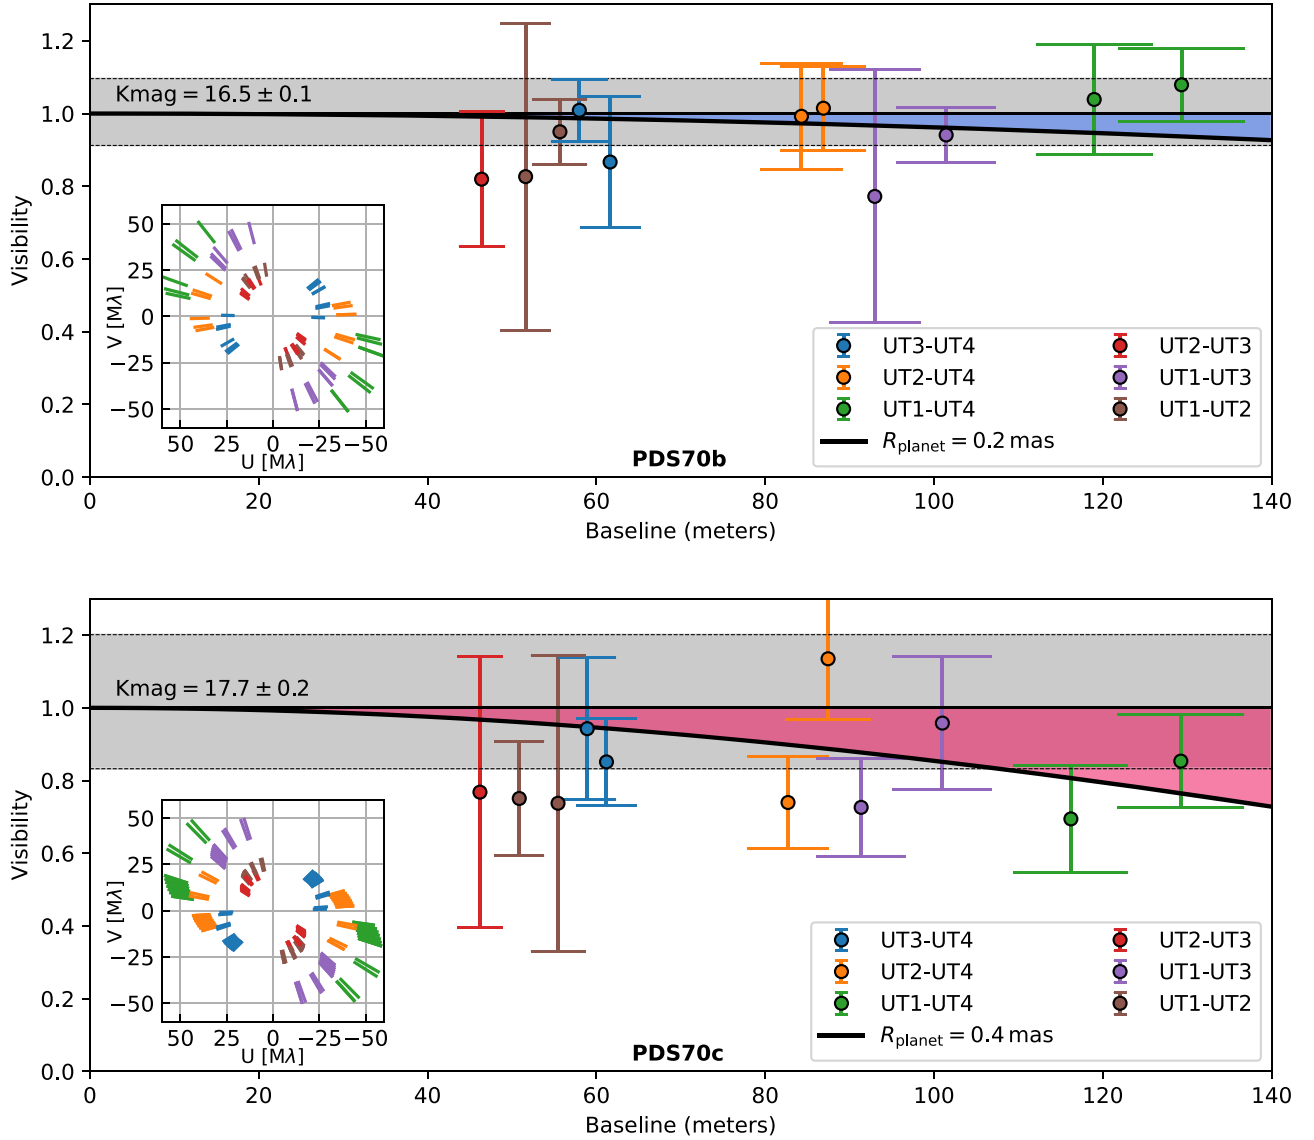 1.2
1.0
0.8
0.6
0.4
0.2
0.0
Visibility
Kmag = 16.5 ± 0.1
50
25
0
−25
−50
V [Mλ]
50 25 0 −25 −50
U [Mλ]
UT3-UT4 UT2-UT3
UT2-UT4 UT1-UT3
UT1-UT4 UT1-UT2
Rplanet = 0.2 mas
PDS70b
0 20 40 60 80 100 120 140
Baseline (meters)
1.2
1.0
0.8
0.6
0.4
0.2
0.0
Visibility
Kmag = 17.7 ± 0.2
50
25
0
−25
−50
V [Mλ]
50 25 0 −25 −50
U [Mλ]
UT3-UT4 UT2-UT3
UT2-UT4 UT1-UT3
UT1-UT4 UT1-UT2
Rplanet = 0.4 mas
PDS70c
0 20 40 60 80 100 120 140
Baseline (meters)